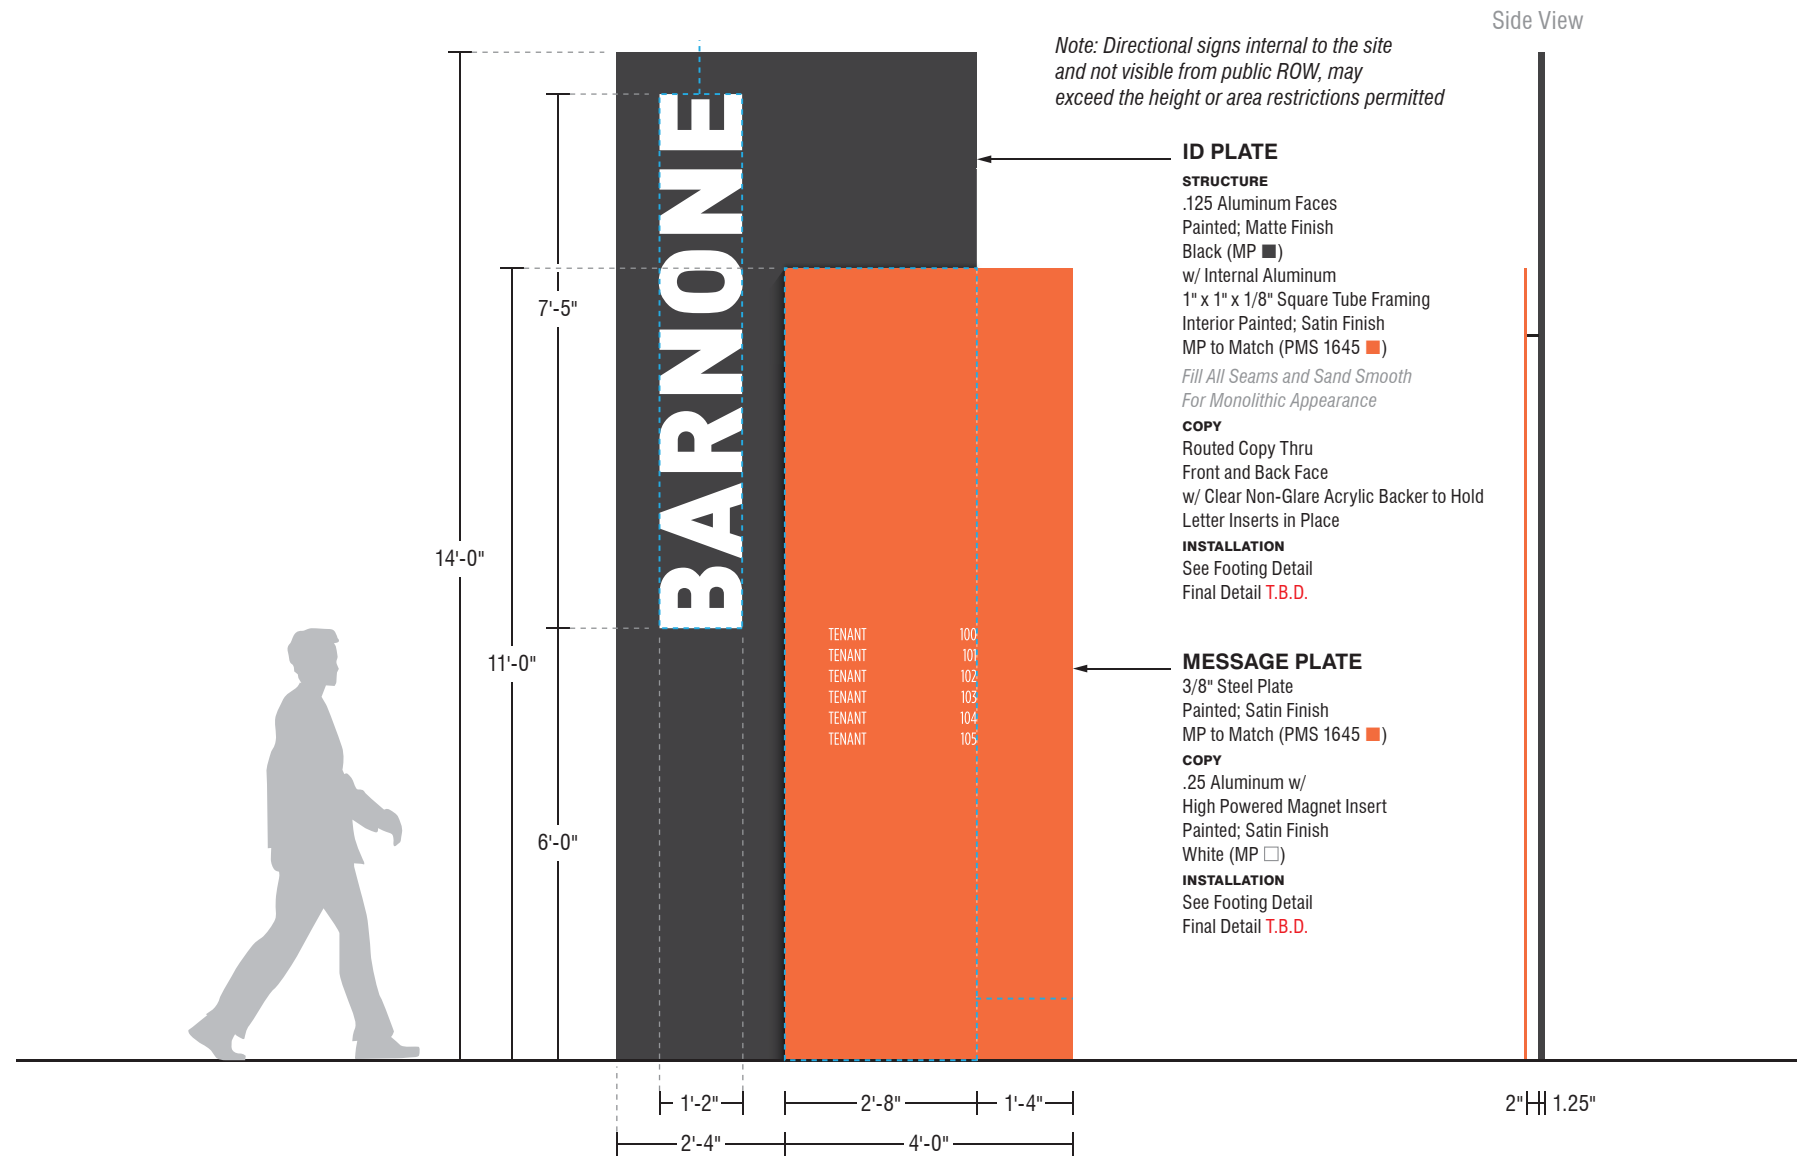 Side View
Note: Directional signs internal to the site
and not visible from public ROW, may
exceed the height or area restrictions permitted
ID PLATE
STRUCTURE
.125 Aluminum Faces
Painted; Matte Finish
Black (MP ■)
w/ Internal Aluminum
1" x 1" x 1/8" Square Tube Framing
Interior Painted; Satin Finish
MP to Match (PMS 1645 ■)
Fill All Seams and Sand Smooth
For Monolithic Appearance
COPY
Routed Copy Thru
Front and Back Face
w/ Clear Non-Glare Acrylic Backer to Hold
Letter Inserts in Place
INSTALLATION
See Footing Detail
Final Detail T.B.D.
MESSAGE PLATE
3/8" Steel Plate
Painted; Satin Finish
MP to Match (PMS 1645 ■)
COPY
.25 Aluminum w/
High Powered Magnet Insert
Painted; Satin Finish
White (MP □)
INSTALLATION
See Footing Detail
Final Detail T.B.D.
BARNONE
TENANT 100
TENANT 101
TENANT 102
TENANT 103
TENANT 104
TENANT 105
7'-5"
14'-0"
11'-0"
6'-0"
1'-2"
2'-8"
1'-4"
2"
1.25"
2'-4"
4'-0"